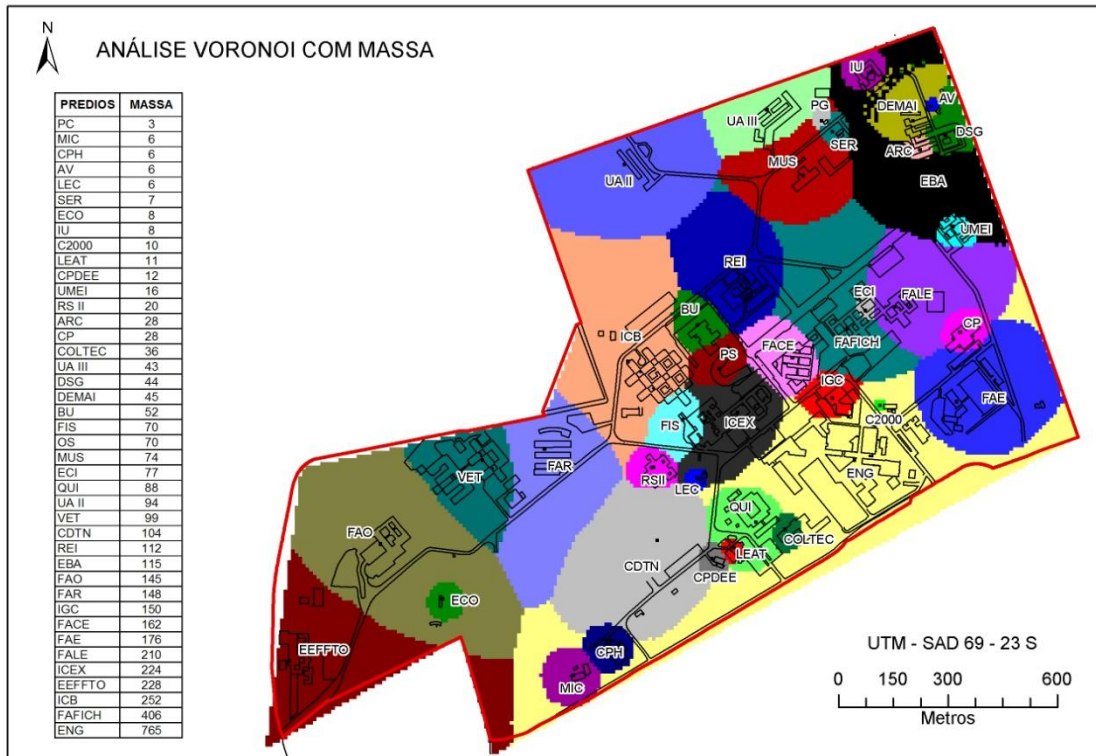 N
ANÁLISE VORONOI COM MASSA
PREDIOS MASSA
PC 3
MIC 6
CPH 6
AV 6
LEC 6
SER 7
ECO 8
IU 8
C2000 10
LEAT 11
CPDEE 12
UMEI 16
RS II 20
ARC 28
CP 28
COLTEC 36
UA III 43
DSG 44
DEMAI 45
BU 52
FIS 70
OS 70
MUS 74
ECI 77
QUI 88
UA II 94
VET 99
CDTN 104
REI 112
EBA 115
FAO 145
FAR 148
IGC 150
FACE 162
FAE 176
FALE 210
ICEX 224
EEFFTO 228
ICB 252
FAFICH 406
ENG 765
IU
DEMAI
AV
PG
UA III
DSG
SER
ARC
MUS
UA II
EBA
UMEI
REI
ECI
FALE
BU
CP
ICB
FAFICH
FACE
PS
IGC
FAE
C2000
FIS
ICEX
VET
FAR
ENG
RSII
LEC
QUI
FAO
COLTEC
LEAT
CDTN
CPDEE
ECO
EEFFTO
CPH
MIC
UTM - SAD 69 - 23 S
0 150 300 600
Metros